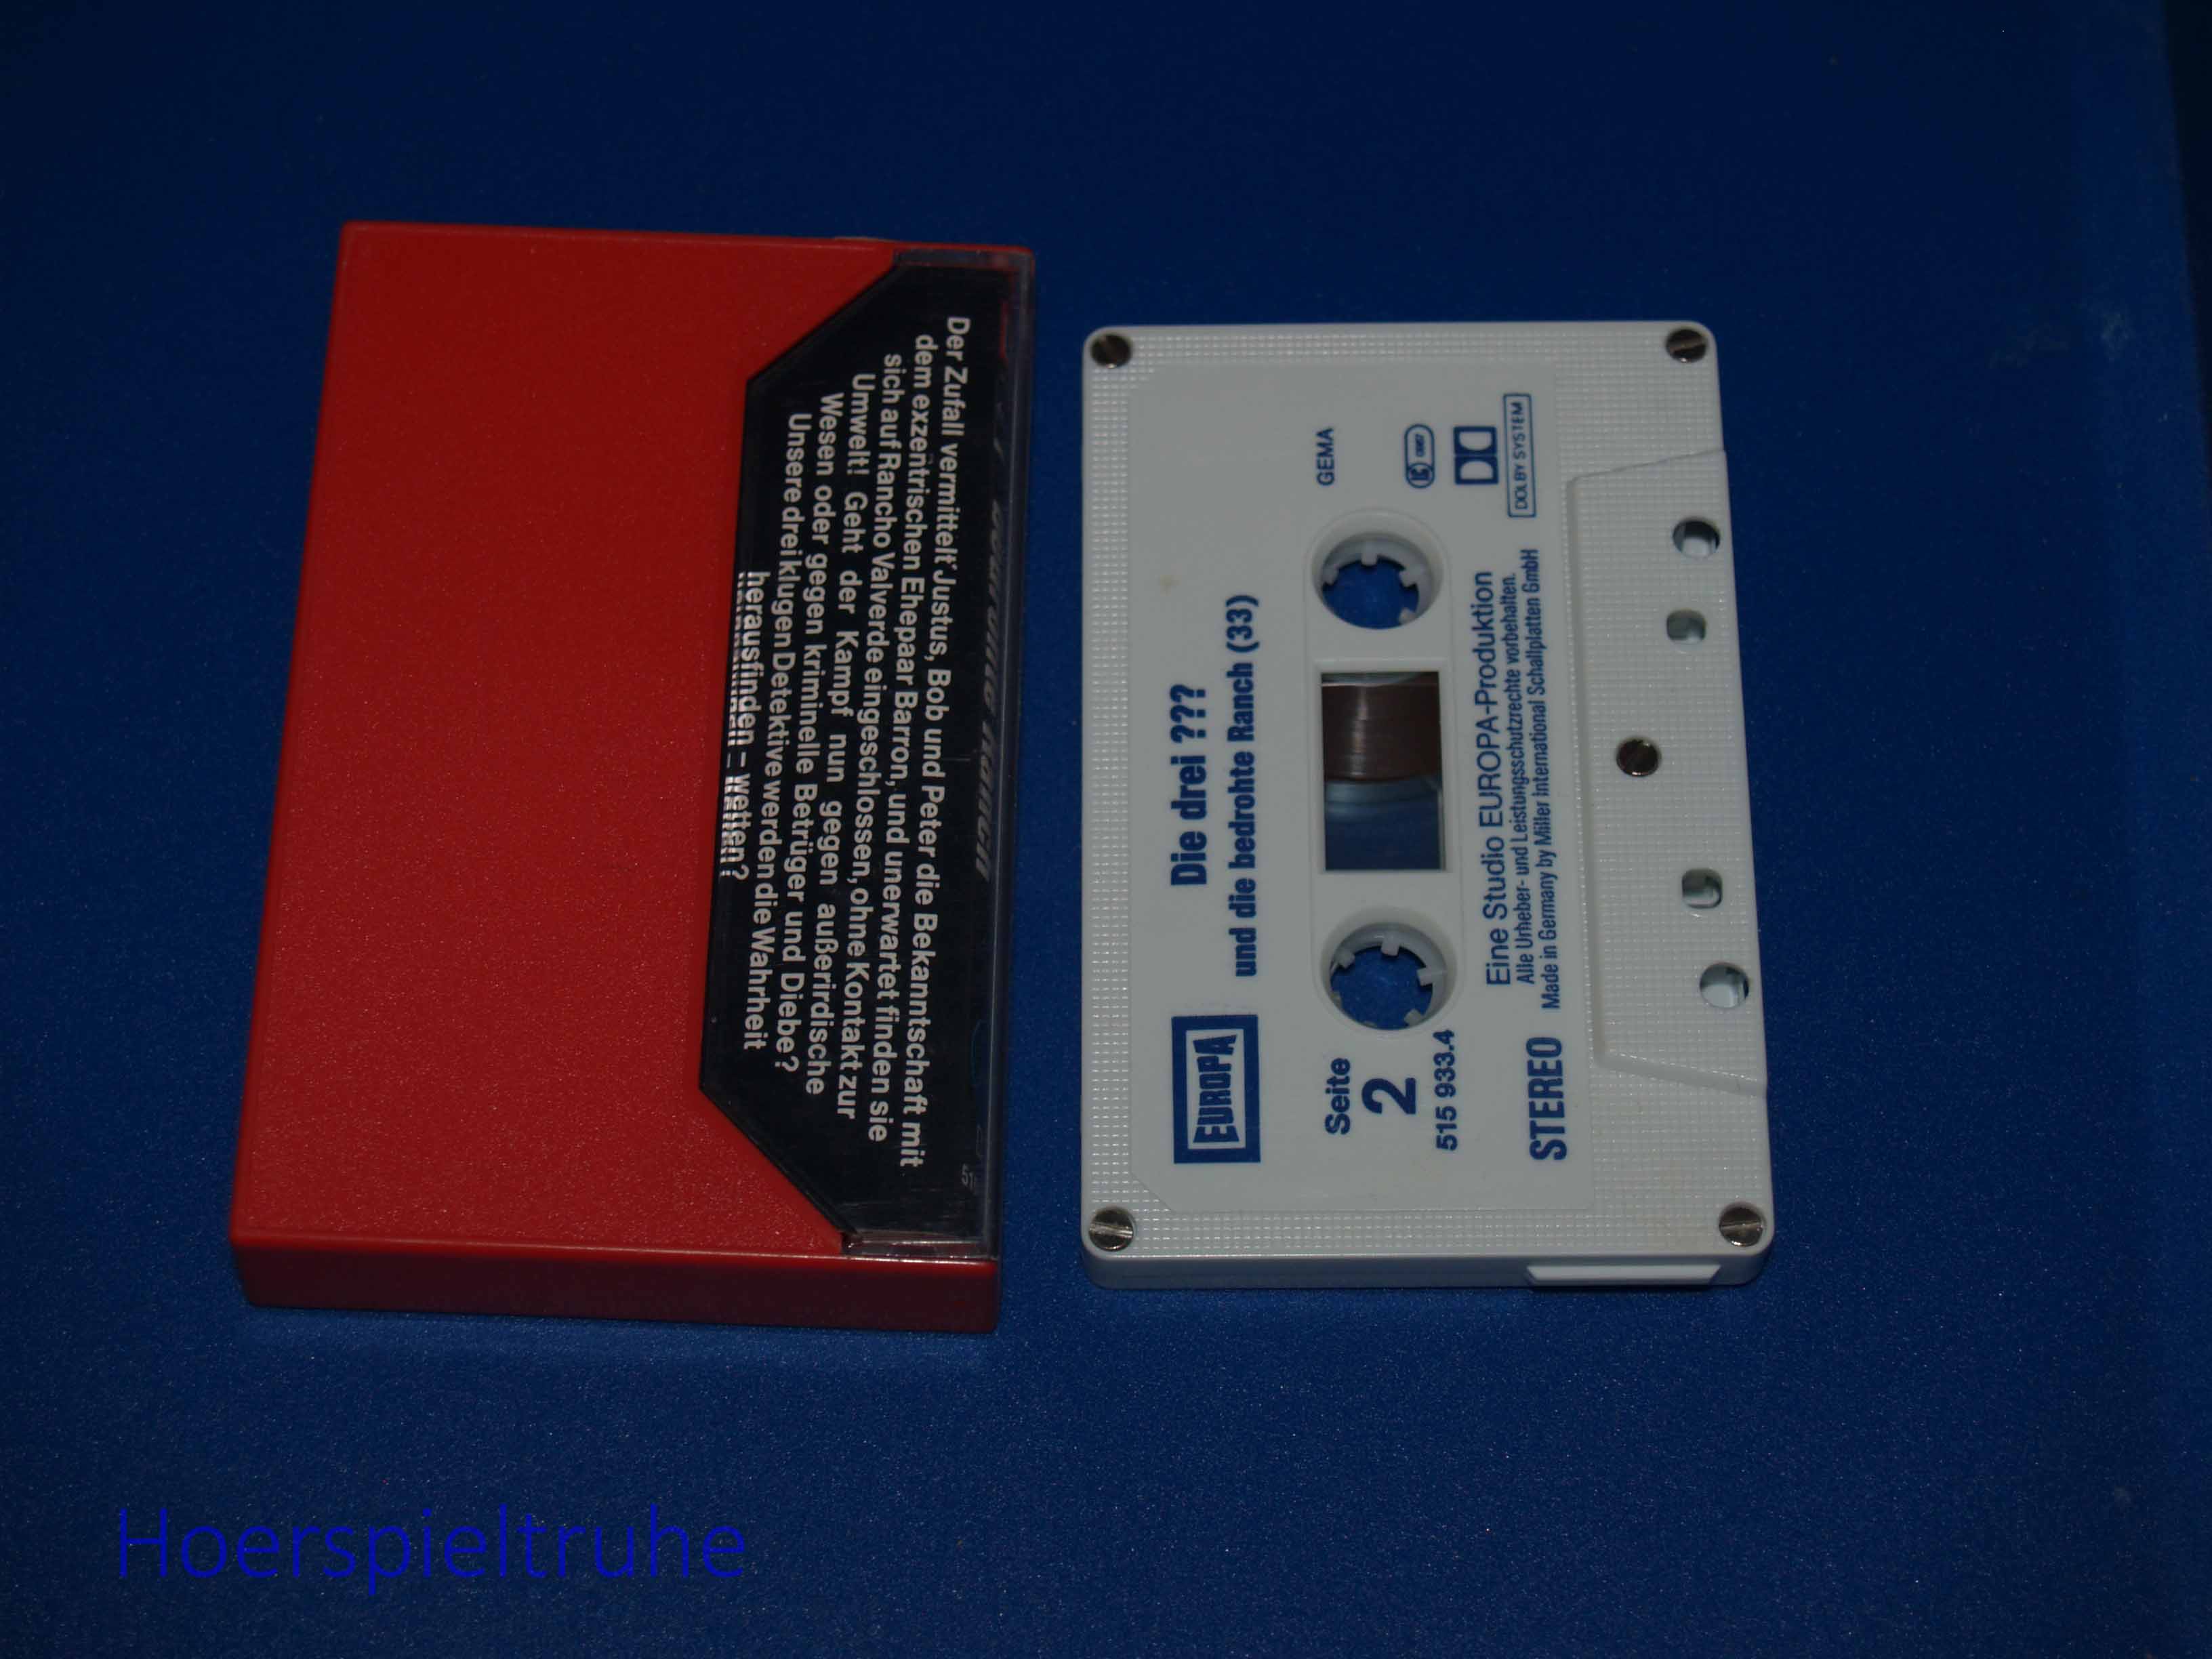 Der Zufall vermittelt Justus, Bob und Peter die Bekanntschaft mit
dem exzentrischen Ehepaar Barron, und unerwartet finden sie
sich auf Rancho Valverde eingeschlossen, ohne Kontakt zur
Umwelt! Geht der Kampf nun gegen außerirdische
Wesen oder gegen kriminelle Betrüger und Diebe?
Unsere drei klugen Detektive werden die Wahrheit
herausfinden – wetten?
51
Die drei ???
und die bedrohte Ranch (33)
EUROPA
GEMA
Seite
2
515 933.4
DOLBY SYSTEM
STEREO
Eine Studio EUROPA-Produktion
Alle Urheber- und Leistungsschutzrechte vorbehalten.
Made in Germany by Miller International Schallplatten GmbH
Hoerspieltruhe